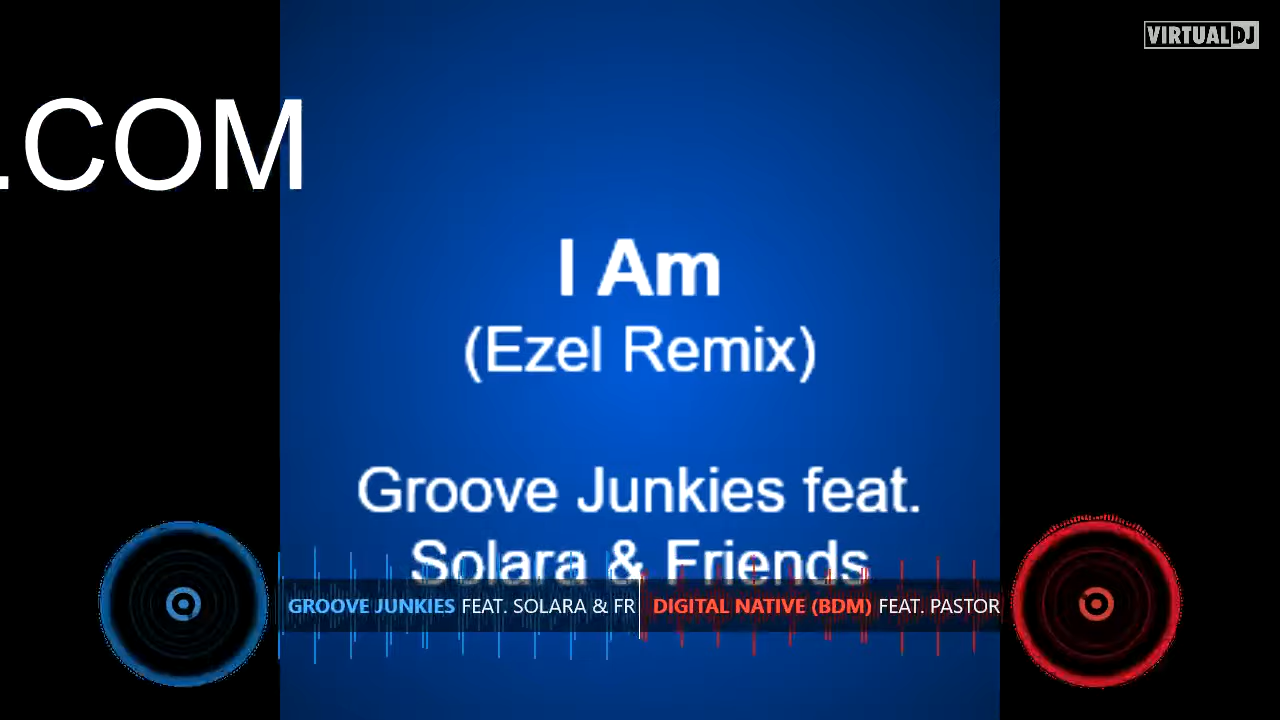 VIRTUALDJ
.COM
I Am
(Ezel Remix)
Groove Junkies feat.
Solara & Friends
GROOVE JUNKIES FEAT. SOLARA & FR
DIGITAL NATIVE (BDM) FEAT. PASTOR